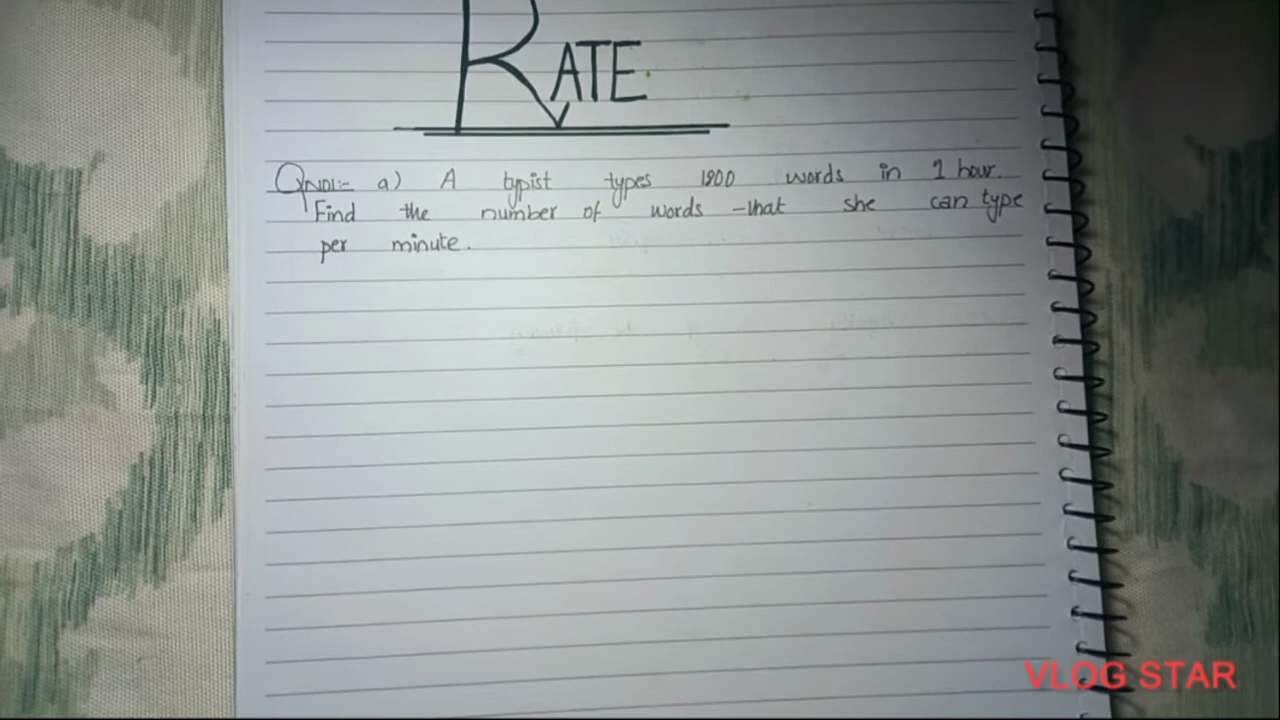 RATE
QNO1:- a) A typist types 1800 words in 1 hour.
Find the number of words that she can type
per minute.
VLOG STAR